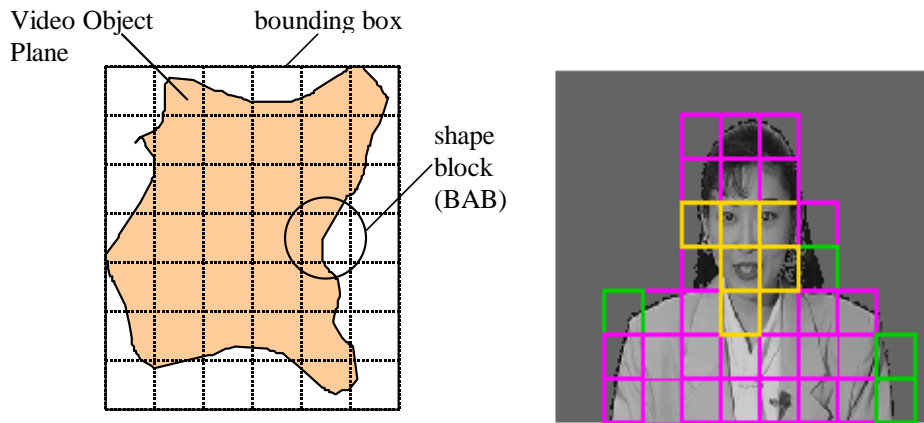 Video Object
Plane
bounding box
shape
block
(BAB)